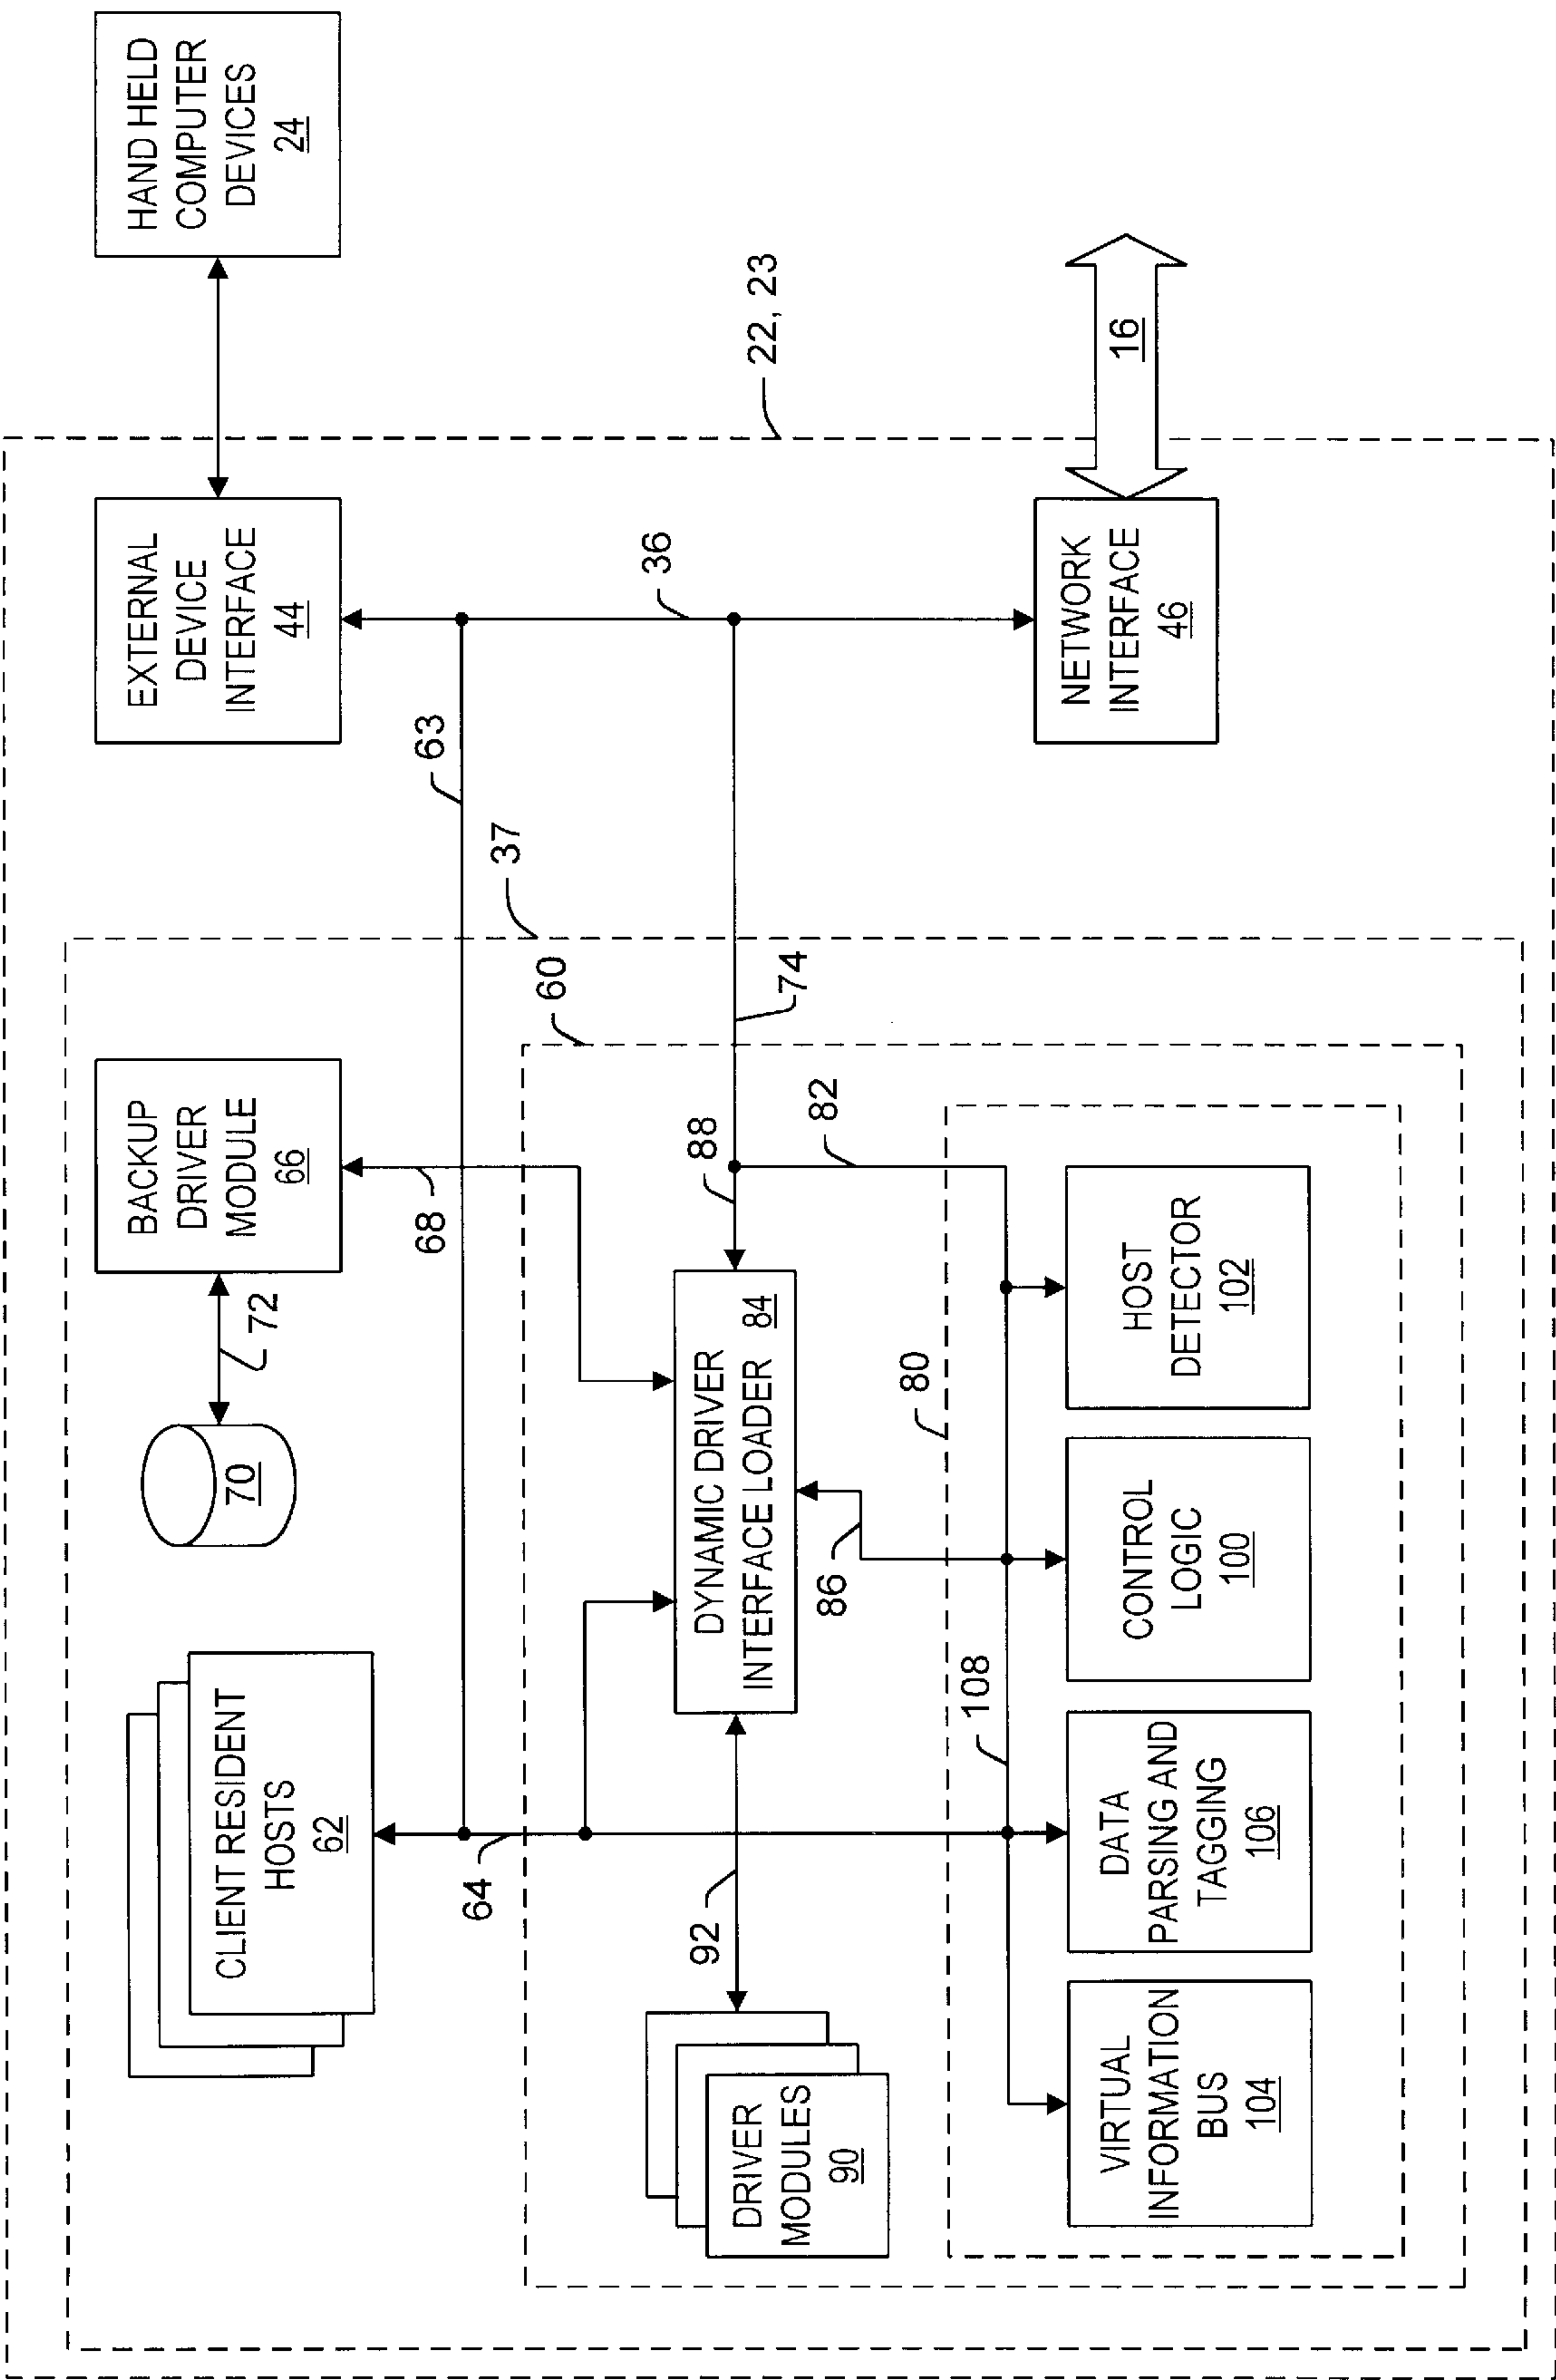 CLIENT RESIDENT
HOSTS
62
70
72
BACKUP
DRIVER
MODULE
66
EXTERNAL
DEVICE
INTERFACE
44
HAND HELD
COMPUTER
DEVICES
24
68
63
64
37
60
36
92
88
74
22, 23
DRIVER
MODULES
90
DYNAMIC DRIVER
INTERFACE LOADER 84
86
82
80
108
16
VIRTUAL
INFORMATION
BUS
104
DATA
PARSING AND
TAGGING
106
CONTROL
LOGIC
100
HOST
DETECTOR
102
NETWORK
INTERFACE
46